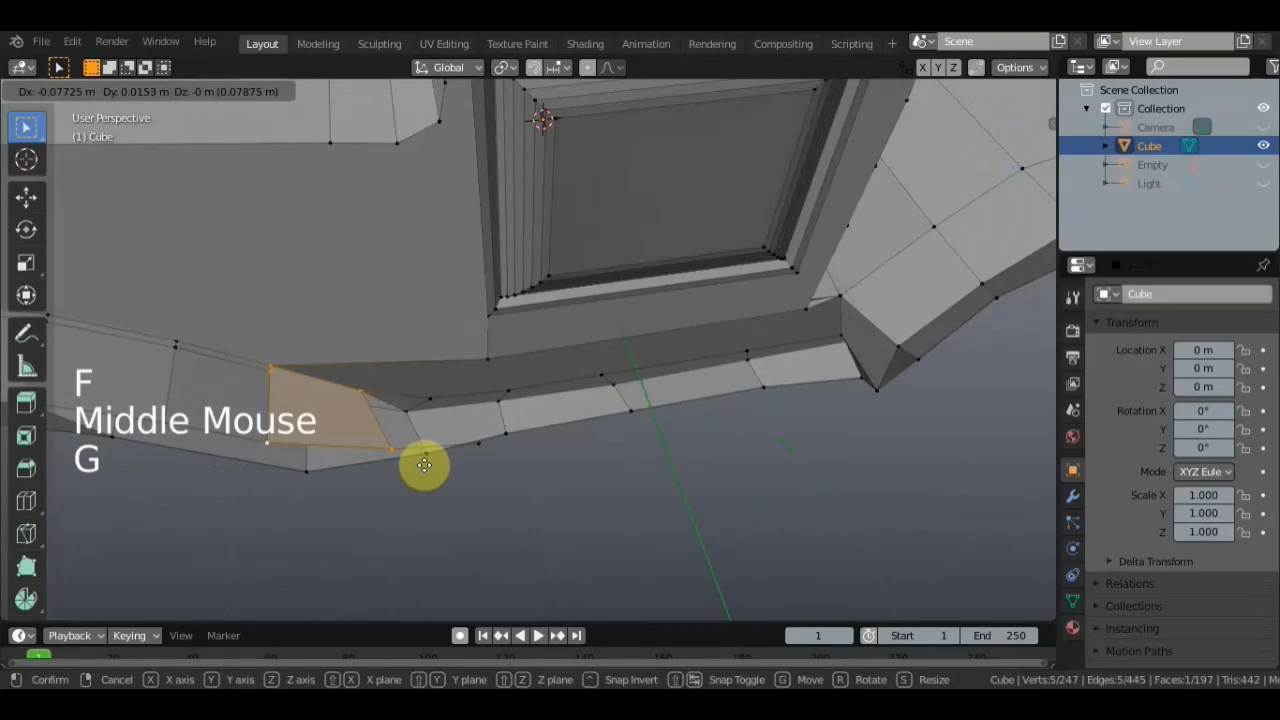 File Edit Render Window Help Layout Modeling Sculpting UV Editing Texture Paint Shading Animation Rendering Compositing Scripting + Scene View Layer
Global X Y Z Options
Dx: -0.07725 m Dy: 0.0153 m Dz: -0 m (0.07875 m)
User Perspective
(1) Cube
Scene Collection
Collection
Camera
Cube
Empty
Light
Cube
Transform
Location X 0 m
Y 0 m
Z 0 m
Rotation X 0°
Y 0°
Z 0°
Mode XYZ Eule
Scale X 1.000
Y 1.000
Z 1.000
Delta Transform
Relations
Collections
Instancing
Motion Paths
F
Middle Mouse
G
Playback Keying View Marker 1 Start 1 End 250
1
Confirm Cancel X X axis Y Y axis Z Z axis X X plane Y Y plane Z Z plane Snap Invert Snap Toggle G Move R Rotate S Resize Cube | Verts:5/247 | Edges:5/445 | Faces:1/197 | Tris:442 | Me